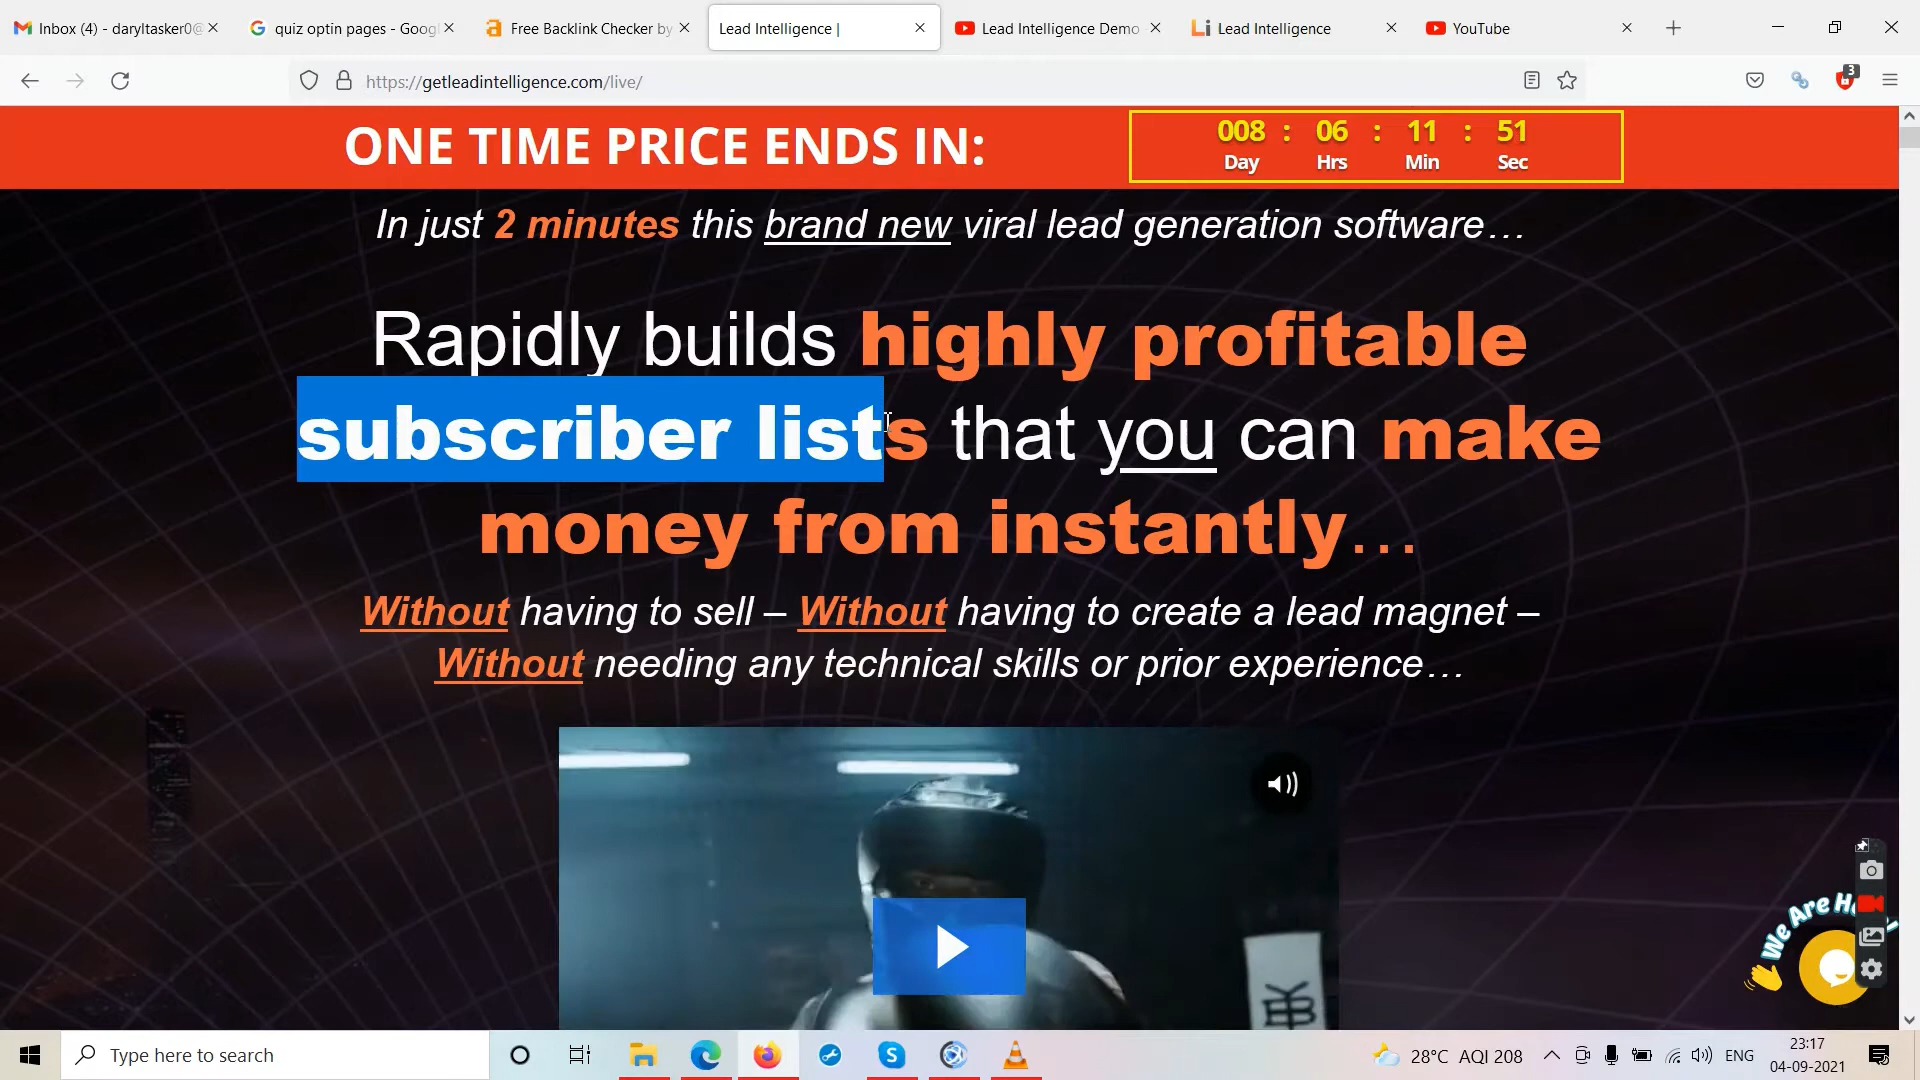 Inbox (4) - daryltasker0@
quiz optin pages - Googl
Free Backlink Checker by
Lead Intelligence |
Lead Intelligence Demo
Lead Intelligence
YouTube
https://getleadintelligence.com/live/
3
ONE TIME PRICE ENDS IN:
008 : 06 : 11 : 51
Day Hrs Min Sec
In just 2 minutes this brand new viral lead generation software…
Rapidly builds highly profitable
subscriber lists that you can make
money from instantly…
Without having to sell – Without having to create a lead magnet –
Without needing any technical skills or prior experience…
We Are He
Type here to search
28°C AQI 208
ENG
23:17
04-09-2021